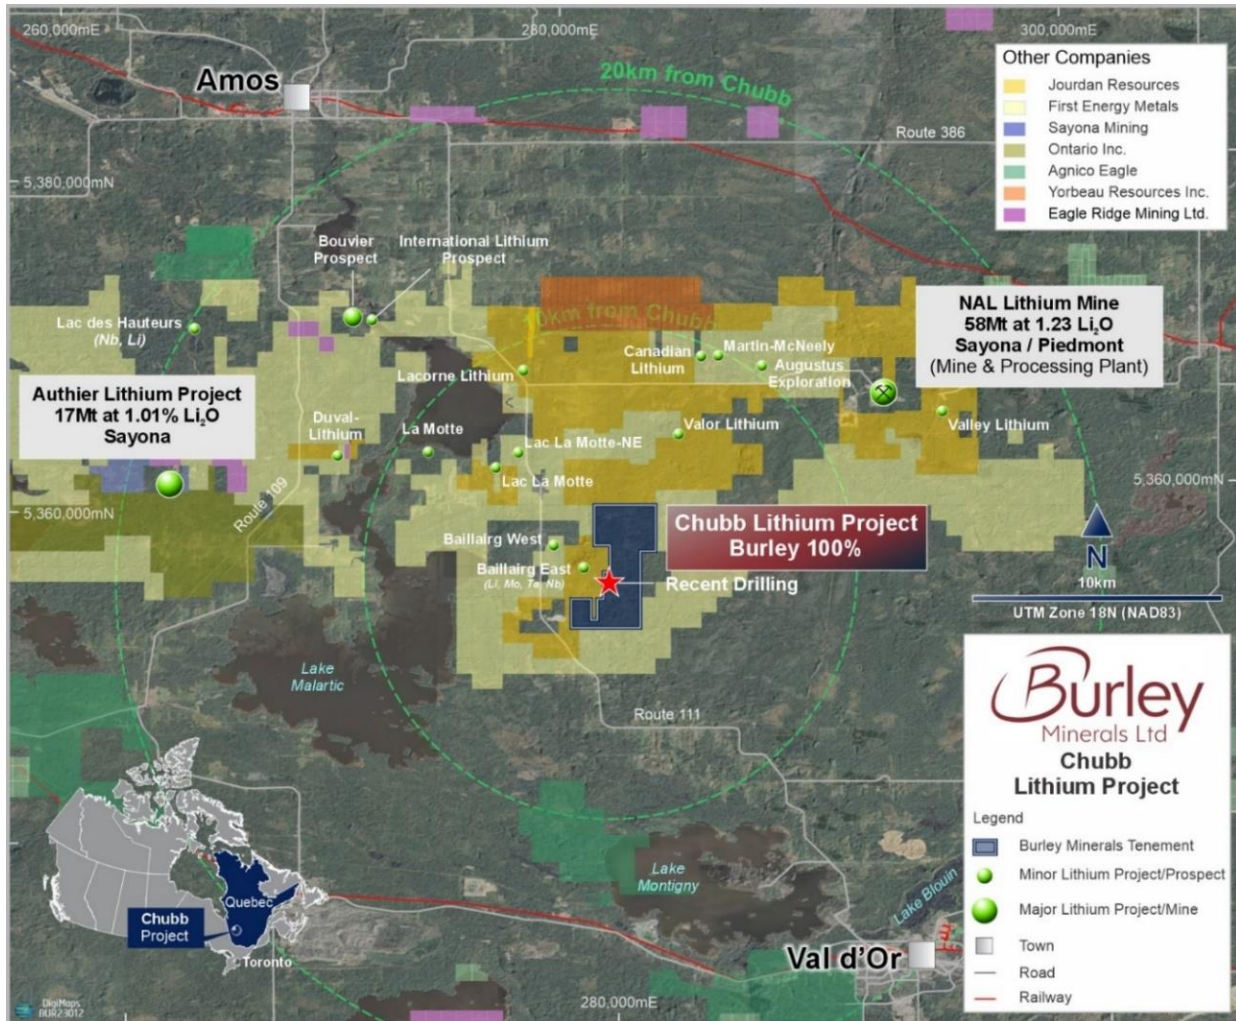 260,000mE
280,000mE
300,000mE
Amos
20km from Chubb
Other Companies
Jourdan Resources
First Energy Metals
Sayona Mining
Ontario Inc.
Agnico Eagle
Yorbeau Resources Inc.
Eagle Ridge Mining Ltd.
Route 386
5,380,000mN
Bouvier
Prospect
International Lithium
Prospect
Lac des Hauteurs
(Nb, Li)
10km from Chubb
NAL Lithium Mine
58Mt at 1.23 Li₂O
Sayona / Piedmont
(Mine & Processing Plant)
Canadian
Lithium
Martin-McNeely
Augustus
Exploration
Lacorne Lithium
Authier Lithium Project
17Mt at 1.01% Li₂O
Sayona
Duval-
Lithium
La Motte
Lac La Motte-NE
Valor Lithium
Valley Lithium
Lac La Motte
5,360,000mN
5,360,000mN
Route 109
Chubb Lithium Project
Burley 100%
Baillairg West
Baillairg East
(Li, Mo, Ta, Nb)
Recent Drilling
N
10km
UTM Zone 18N (NAD83)
Lake
Malartic
Route 111
Burley
Minerals Ltd
Chubb
Lithium Project
Legend
Burley Minerals Tenement
Minor Lithium Project/Prospect
Major Lithium Project/Mine
Town
Road
Railway
Quebec
Chubb
Project
Toronto
Lake
Montigny
Lake Blouin
Val d'Or
280,000mE
DigiMaps
BUR23012